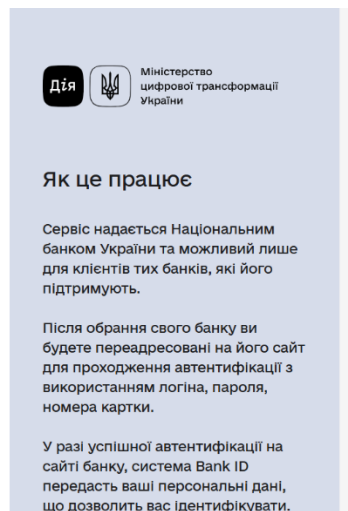 Дія
Міністерство
цифрової трансформації
України
Як це працює
Сервіс надається Національним
банком України та можливий лише
для клієнтів тих банків, які його
підтримують.
Після обрання свого банку ви
будете переадресовані на його сайт
для проходження автентифікації з
використанням логіна, пароля,
номера картки.
У разі успішної автентифікації на
сайті банку, система Bank ID
передасть ваші персональні дані,
що дозволить вас ідентифікувати.